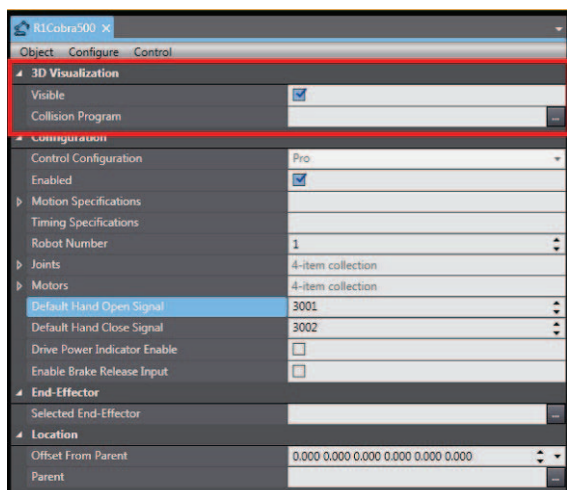 R1Cobra500
Object Configure Control
3D Visualization
Visible
Collision Program ...
Configuration
Control Configuration Pro
Enabled
Motion Specifications
Timing Specifications
Robot Number 1
Joints 4-item collection
Motors 4-item collection
Default Hand Open Signal 3001
Default Hand Close Signal 3002
Drive Power Indicator Enable
Enable Brake Release Input
End-Effector
Selected End-Effector ...
Location
Offset From Parent 0.000 0.000 0.000 0.000 0.000 0.000
Parent ...